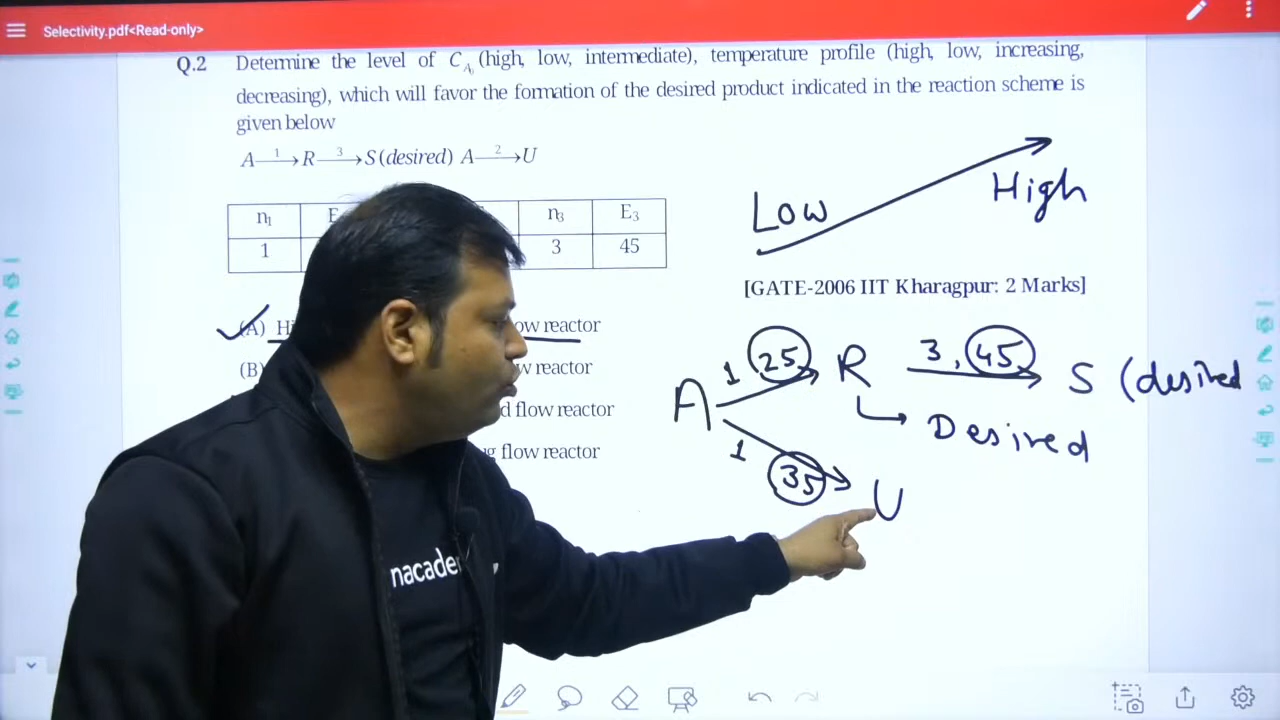 Selectivity.pdf<Read-only>
Q.2 Determine the level of C_A₀ (high, low, intermediate), temperature profile (high, low, increasing,
decreasing), which will favor the formation of the desired product indicated in the reaction scheme is
given below
A —1→ R —3→ S (desired) A —2→ U
n₁ E n₃ E₃
1 3 45
Low
High
[GATE-2006 IIT Kharagpur: 2 Marks]
(A) Hi ow reactor
(B) w reactor
d flow reactor
g flow reactor
A 1 25 R 3, 45 S (desired
Desired
1 35 U
nacade